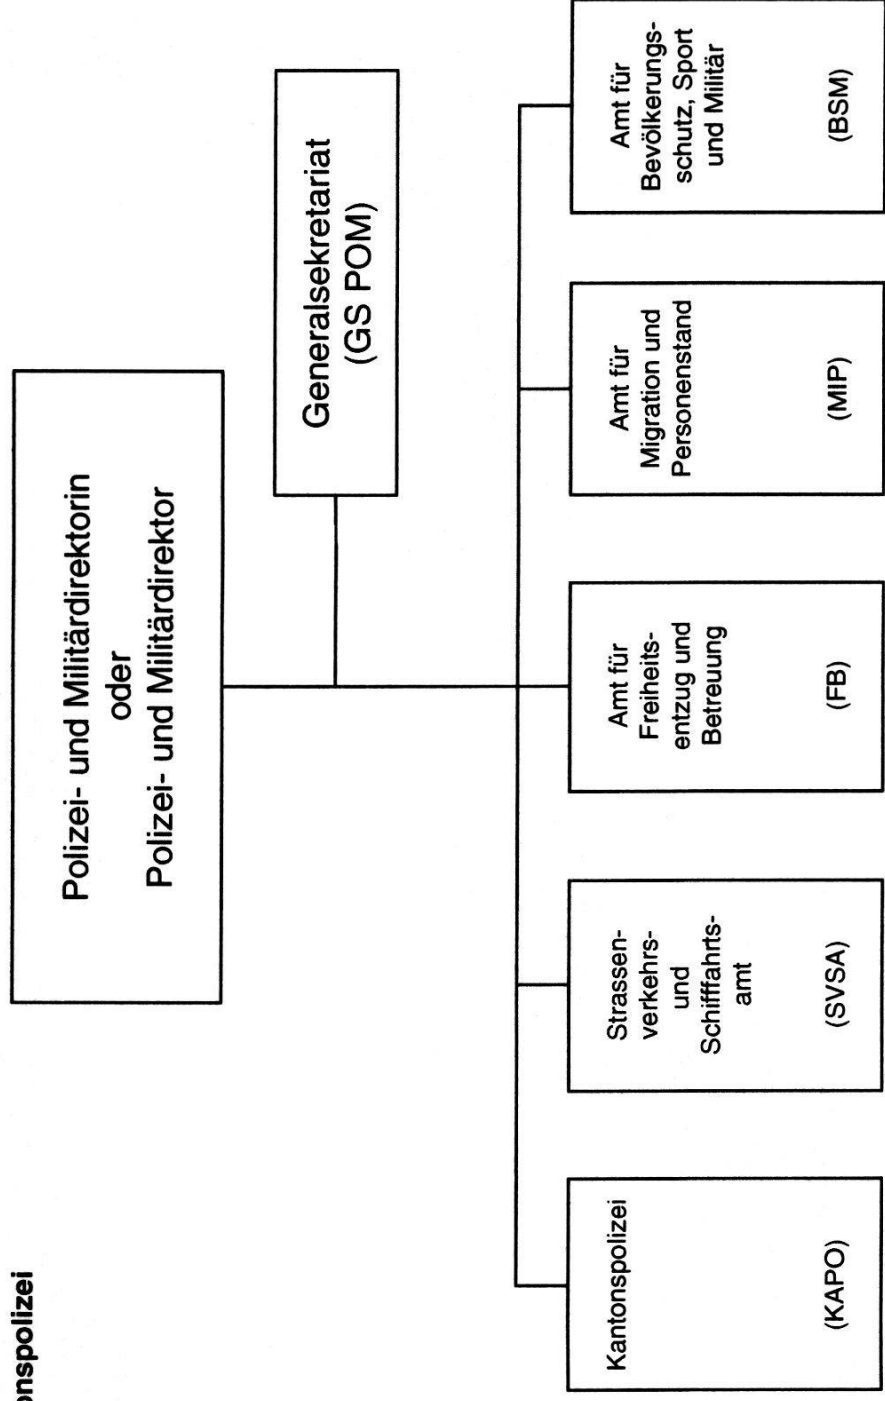 Polizei- und Militärdirektorin
oder
Polizei- und Militärdirektor
Generalsekretariat
(GS POM)
Kantonspolizei
(KAPO)
Strassen-
verkehrs-
und
Schifffahrts-
amt
(SVSA)
Amt für
Freiheits-
entzug und
Betreuung
(FB)
Amt für
Migration und
Personenstand
(MIP)
Amt für
Bevölkerungs-
schutz, Sport
und Militär
(BSM)
onspolizei